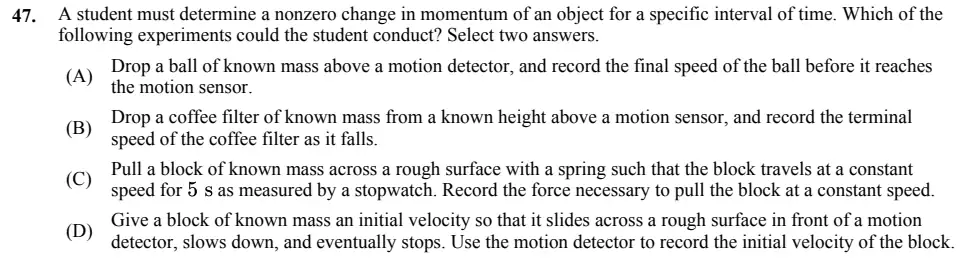 47. A student must determine a nonzero change in momentum of an object for a specific interval of time. Which of the
following experiments could the student conduct? Select two answers.
(A) Drop a ball of known mass above a motion detector, and record the final speed of the ball before it reaches
the motion sensor.
(B) Drop a coffee filter of known mass from a known height above a motion sensor, and record the terminal
speed of the coffee filter as it falls.
(C) Pull a block of known mass across a rough surface with a spring such that the block travels at a constant
speed for 5 s as measured by a stopwatch. Record the force necessary to pull the block at a constant speed.
(D) Give a block of known mass an initial velocity so that it slides across a rough surface in front of a motion
detector, slows down, and eventually stops. Use the motion detector to record the initial velocity of the block.